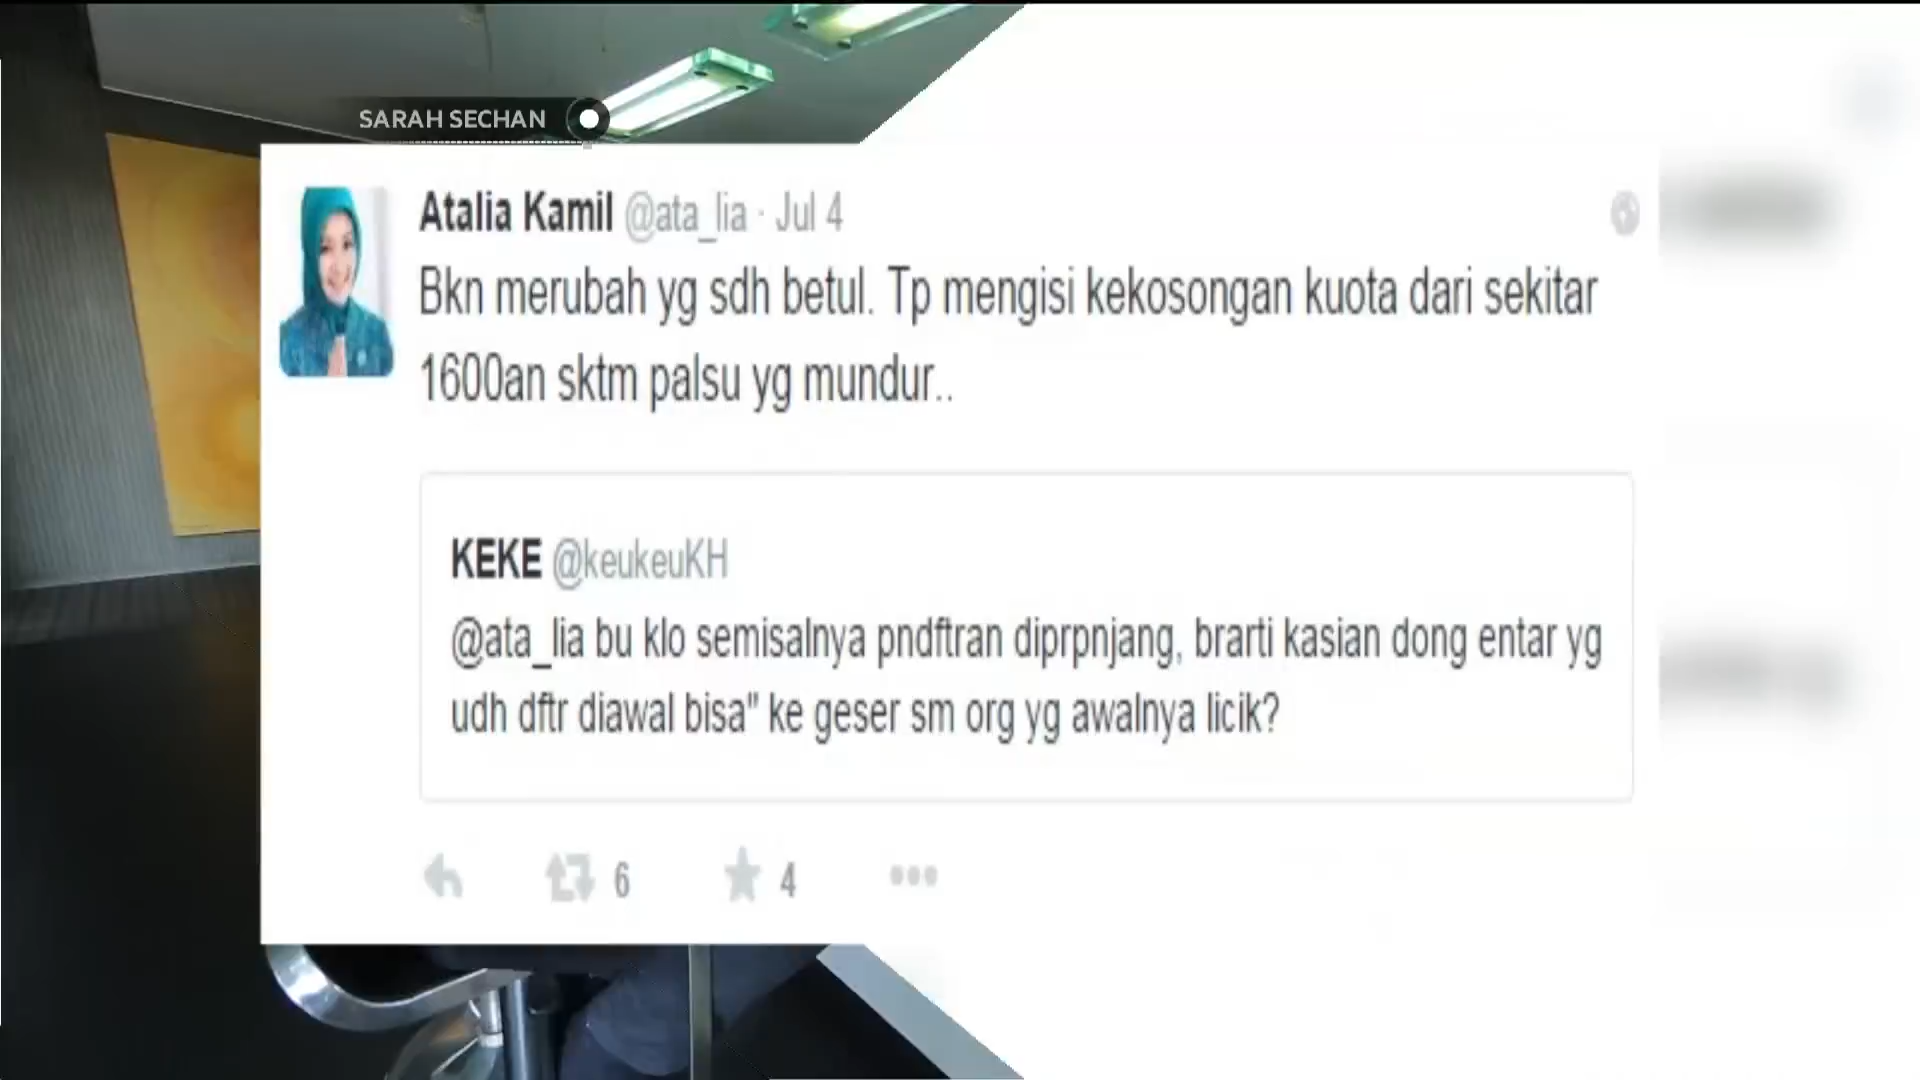 SARAH SECHAN
Atalia Kamil @ata_lia · Jul 4
Bkn merubah yg sdh betul. Tp mengisi kekosongan kuota dari sekitar
1600an sktm palsu yg mundur..
KEKE @keukeuKH
@ata_lia bu klo semisalnya pndftran diprpnjang, brarti kasian dong entar yg
udh dftr diawal bisa" ke geser sm org yg awalnya licik?
6
4